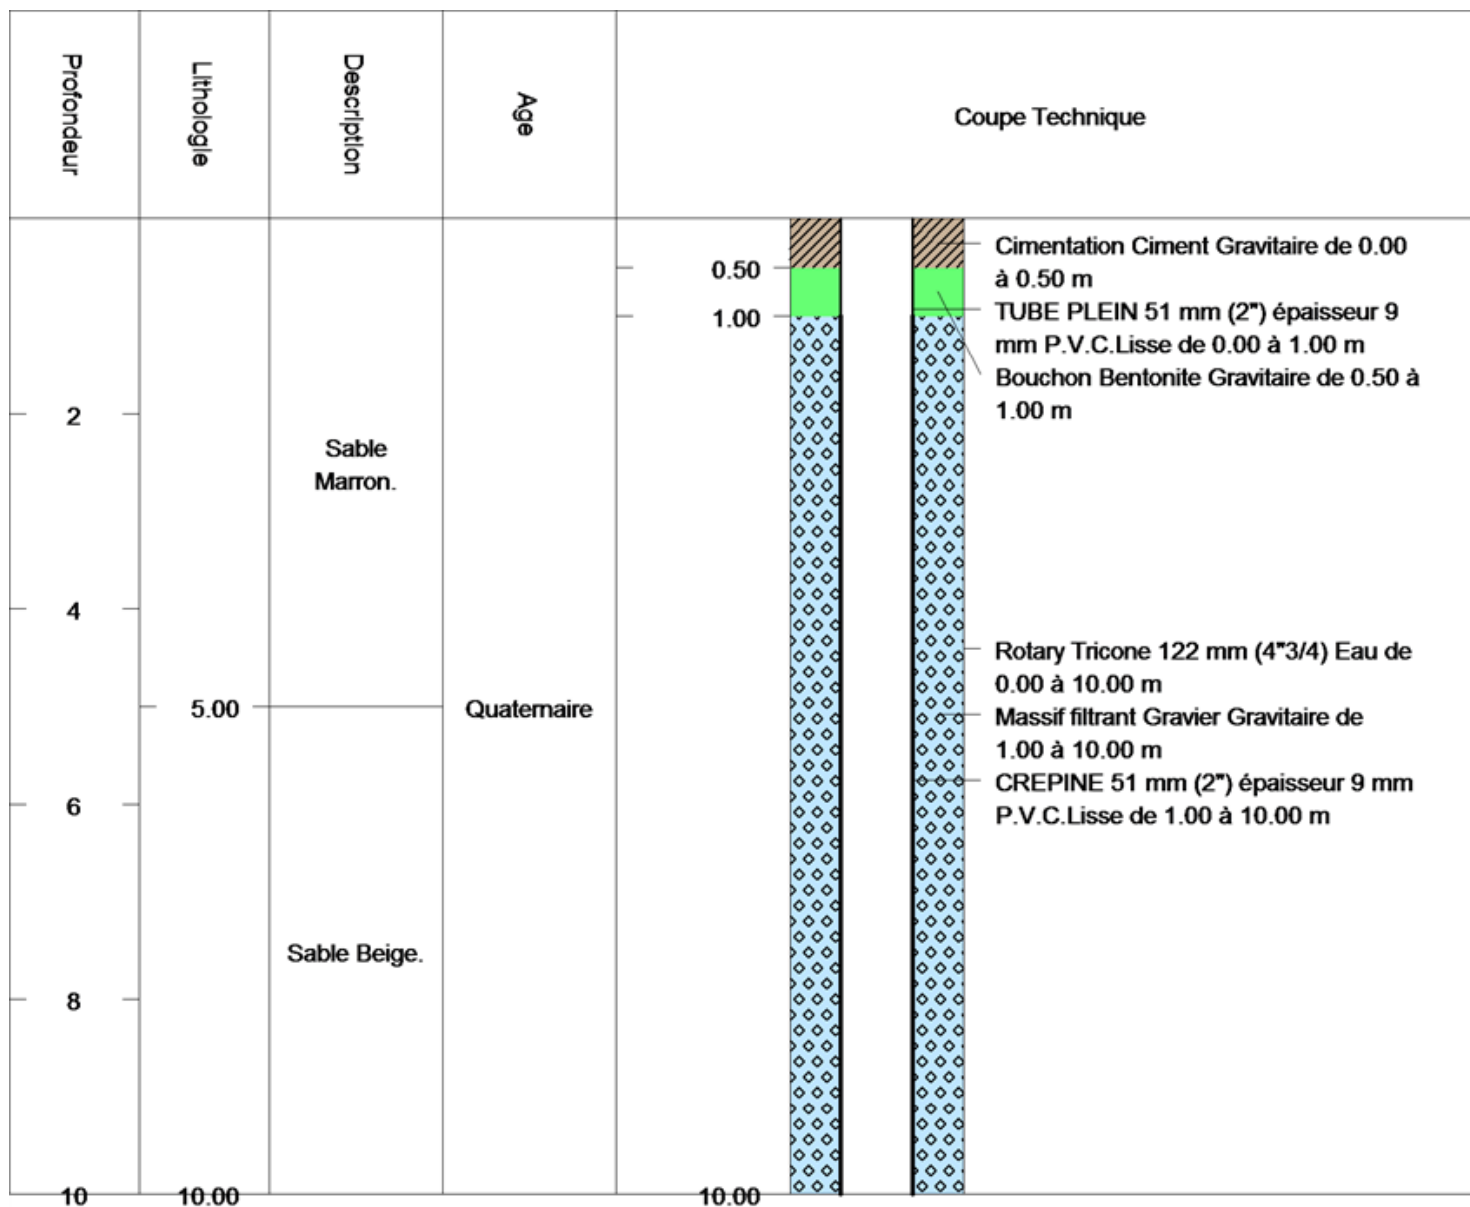 Profondeur
Lithologie
Description
Age
Coupe Technique
0.50
1.00
Cimentation Ciment Gravitaire de 0.00
à 0.50 m
TUBE PLEIN 51 mm (2") épaisseur 9
mm P.V.C.Lisse de 0.00 à 1.00 m
Bouchon Bentonite Gravitaire de 0.50 à
1.00 m
2
Sable
Marron.
4
Rotary Tricone 122 mm (4"3/4) Eau de
0.00 à 10.00 m
5.00
Quaternaire
Massif filtrant Gravier Gravitaire de
1.00 à 10.00 m
CREPINE 51 mm (2") épaisseur 9 mm
P.V.C.Lisse de 1.00 à 10.00 m
6
Sable Beige.
8
10
10.00
10.00